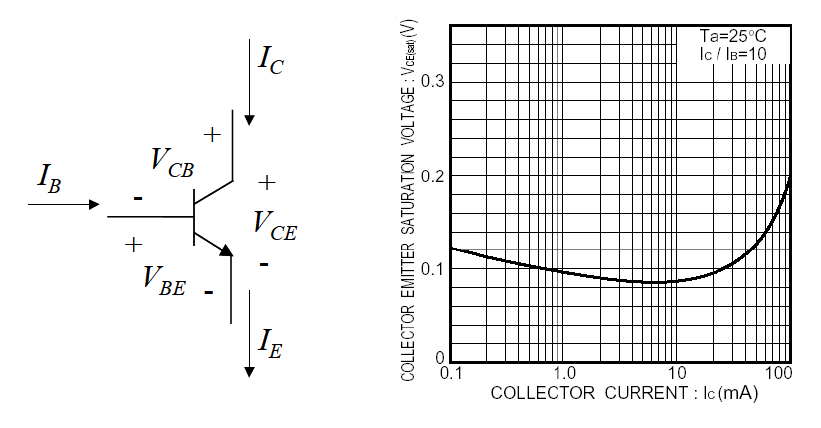 I_C
+
V_CB
I_B
-
+
+
V_CE
V_BE
-
-
I_E
COLLECTOR EMITTER SATURATION VOLTAGE : VCE(sat) (V)
Ta=25°C
IC / IB=10
0.3
0.2
0.1
0
0.1
1.0
10
100
COLLECTOR CURRENT : IC (mA)